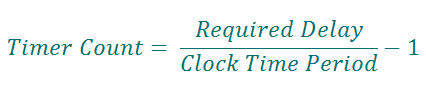 Timer Count = Required Delay / Clock Time Period − 1